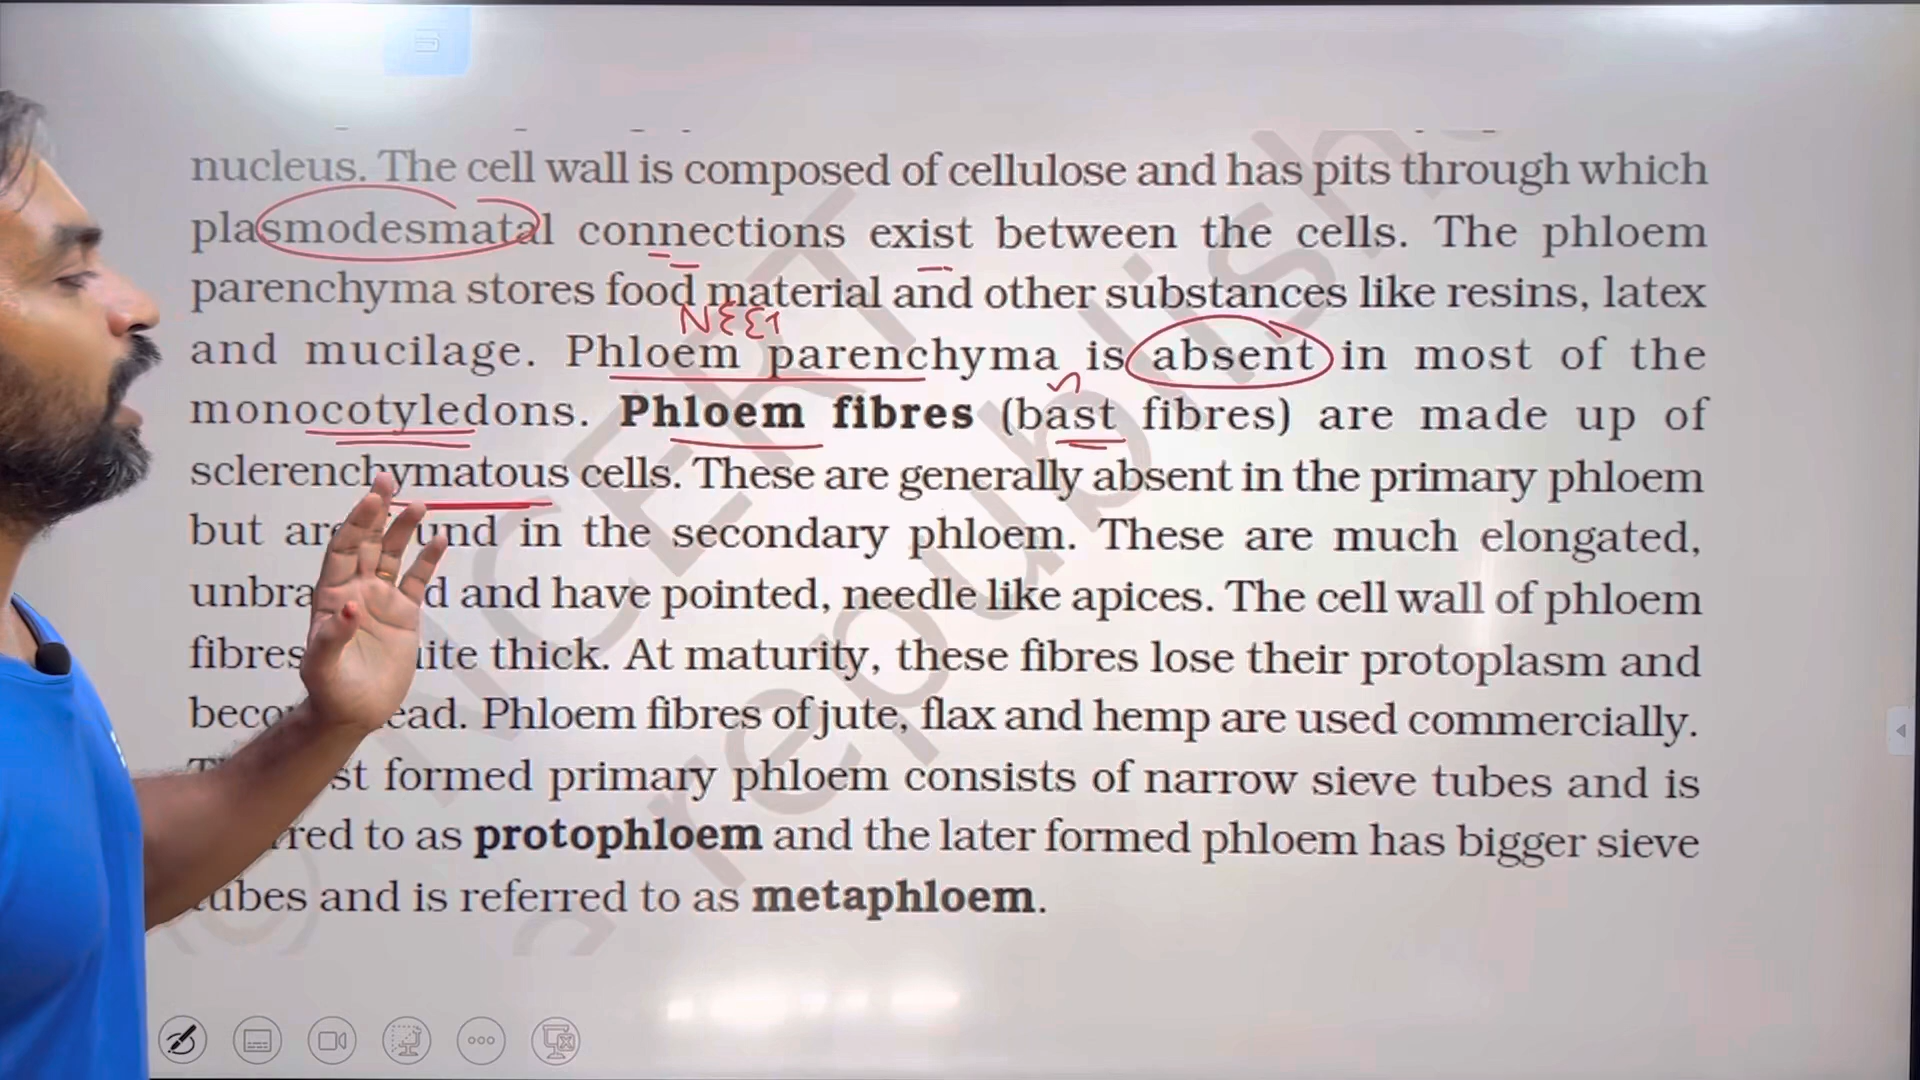 nucleus. The cell wall is composed of cellulose and has pits through which
plasmodesmatal connections exist between the cells. The phloem
parenchyma stores food material and other substances like resins, latex
NEET
and mucilage. Phloem parenchyma is absent in most of the
monocotyledons. Phloem fibres (bast fibres) are made up of
sclerenchymatous cells. These are generally absent in the primary phloem
but are und in the secondary phloem. These are much elongated,
unbra d and have pointed, needle like apices. The cell wall of phloem
fibres ite thick. At maturity, these fibres lose their protoplasm and
beco ead. Phloem fibres of jute, flax and hemp are used commercially.
st formed primary phloem consists of narrow sieve tubes and is
red to as protophloem and the later formed phloem has bigger sieve
tubes and is referred to as metaphloem.
© NCERT
republish